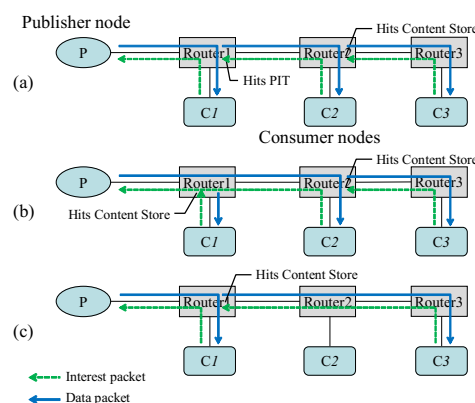 Publisher node
Hits Content Store
P
Router1
Router2
Router3
(a)
Hits PIT
C1
C2
C3
Consumer nodes
Hits Content Store
P
Router1
Router2
Router3
(b)
Hits Content Store
C1
C2
C3
Hits Content Store
P
Router1
Router2
Router3
(c)
C1
C2
C3
Interest packet
Data packet